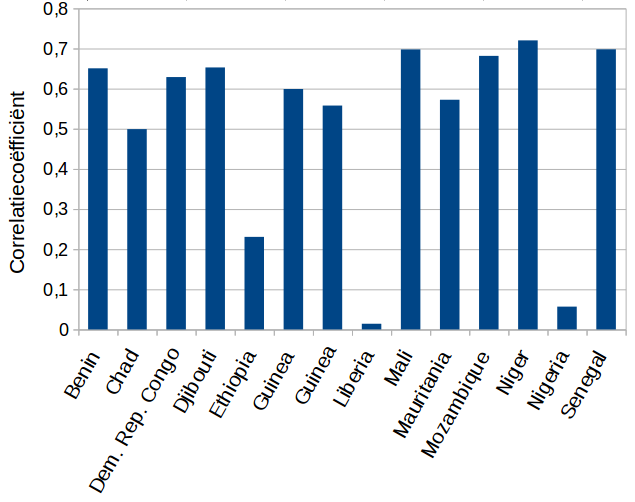 0,8
0,7
0,6
0,5
0,4
0,3
0,2
0,1
0
Correlatiecoëfficiënt
Benin
Chad
Dem. Rep. Congo
Djibouti
Ethiopia
Guinea
Guinea
Liberia
Mali
Mauritania
Mozambique
Niger
Nigeria
Senegal